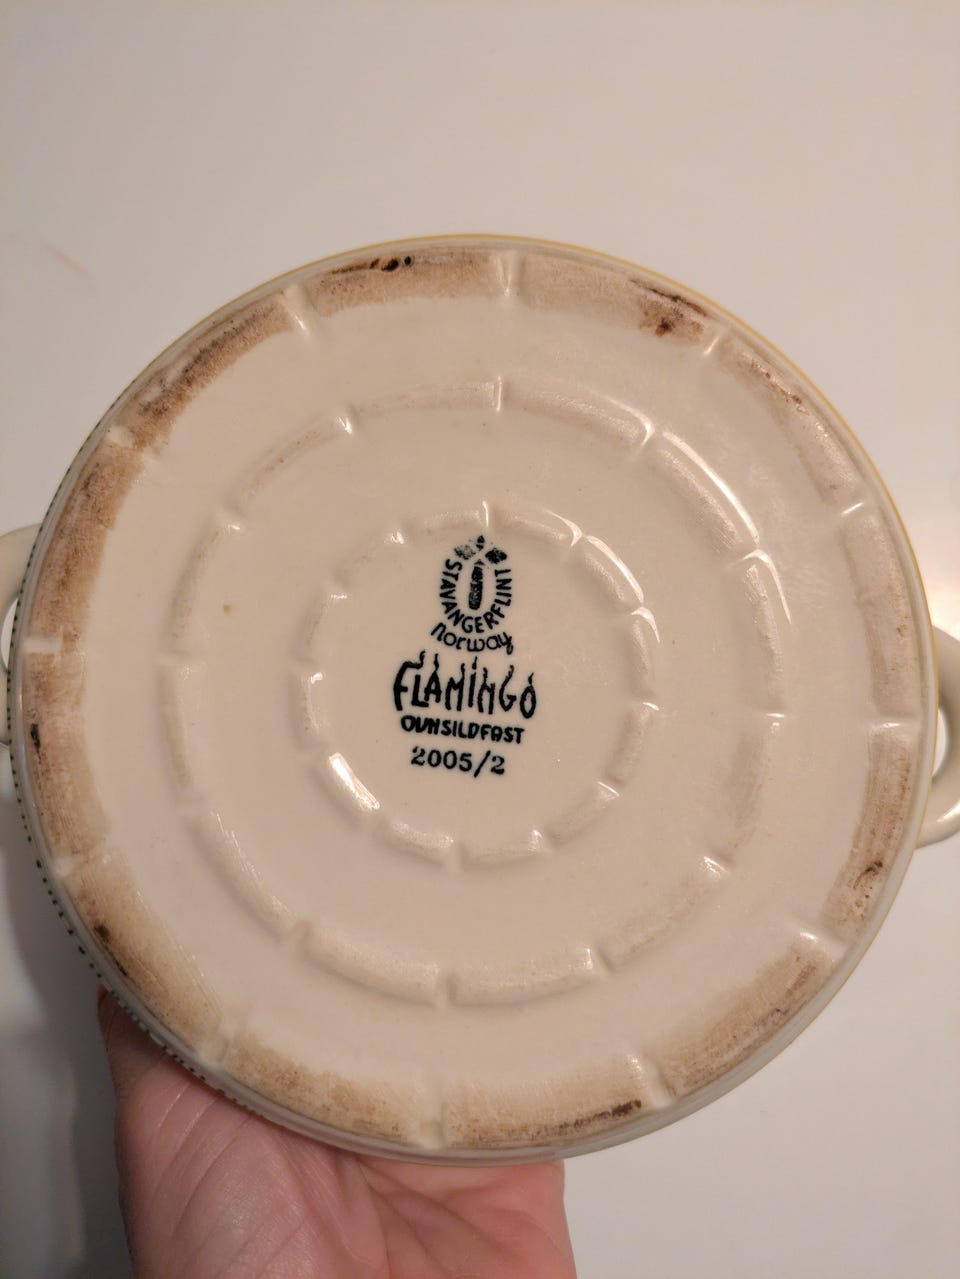 STAVANGERFLINT
norway
FLAMINGO
OVNSILDFAST
2005/2